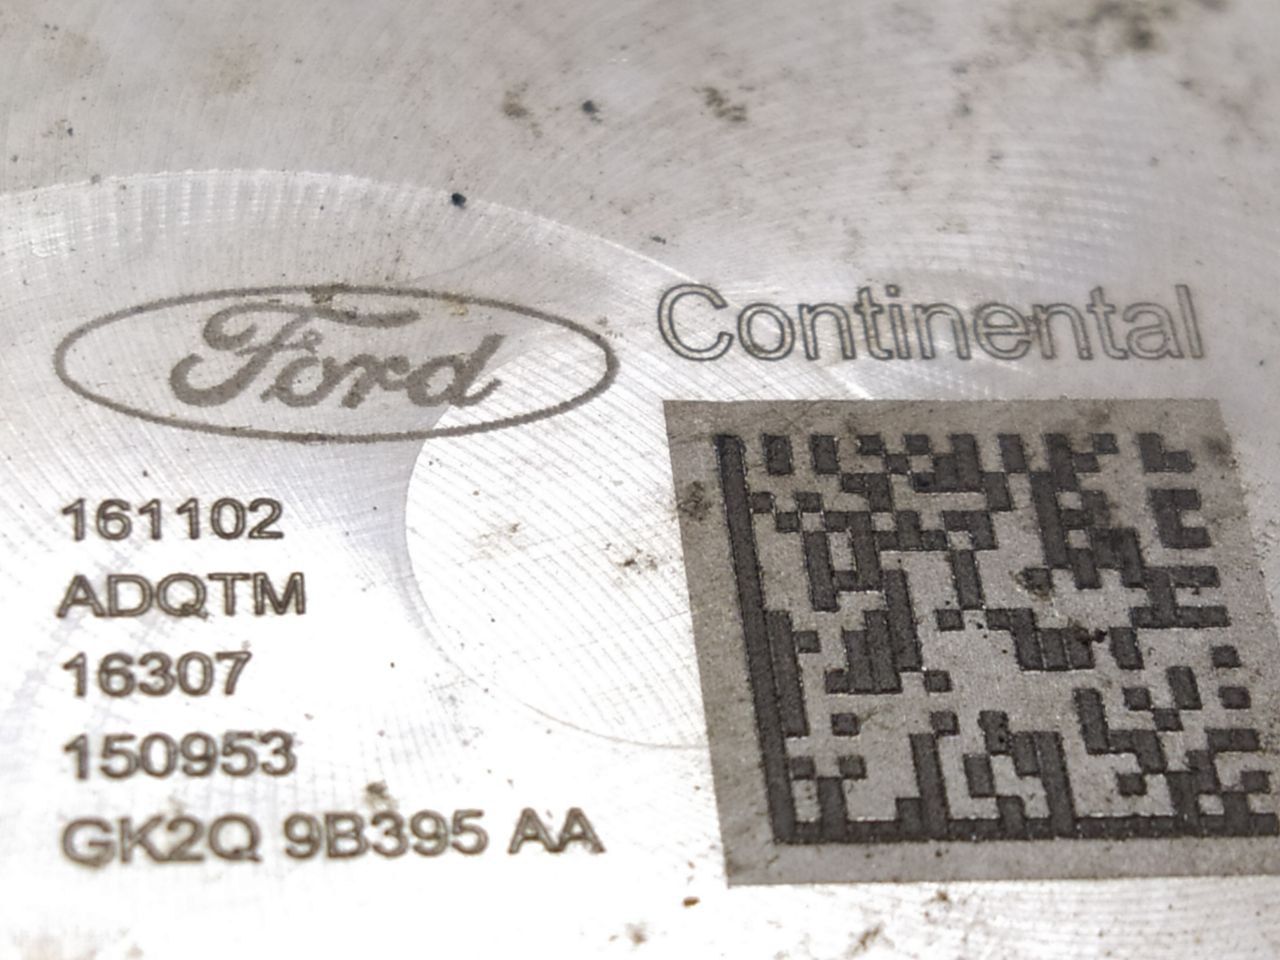 Ford
Continental
161102
ADQTM
16307
150953
GK2Q 9B395 AA